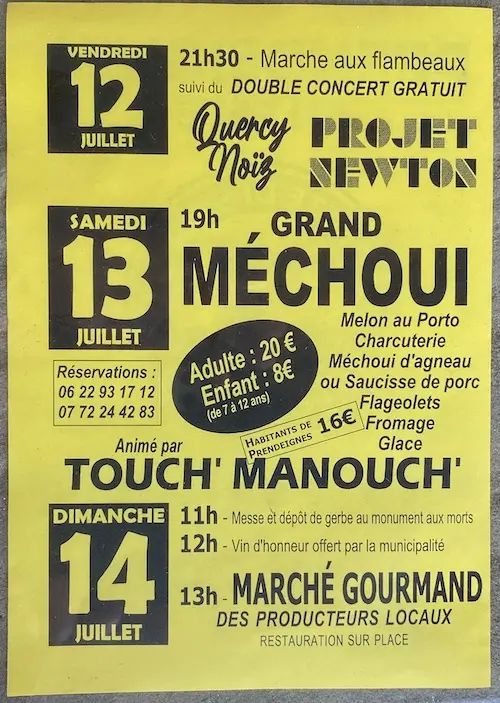 VENDREDI
12
JUILLET
21h30 - Marche aux flambeaux
suivi du DOUBLE CONCERT GRATUIT
Quercy
Noïz
PROJET
NEWTON
SAMEDI
13
JUILLET
19h
GRAND
MÉCHOUI
Melon au Porto
Charcuterie
Méchoui d'agneau
ou Saucisse de porc
Flageolets
Fromage
Glace
Adulte : 20 €
Enfant : 8€
(de 7 à 12 ans)
HABITANTS DE
PRENDEIGNES 16€
Réservations :
06 22 93 17 12
07 72 24 42 83
Animé par
TOUCH' MANOUCH'
DIMANCHE
14
JUILLET
11h - Messe et dépôt de gerbe au monument aux morts
12h - Vin d'honneur offert par la municipalité
13h - MARCHÉ GOURMAND
DES PRODUCTEURS LOCAUX
RESTAURATION SUR PLACE